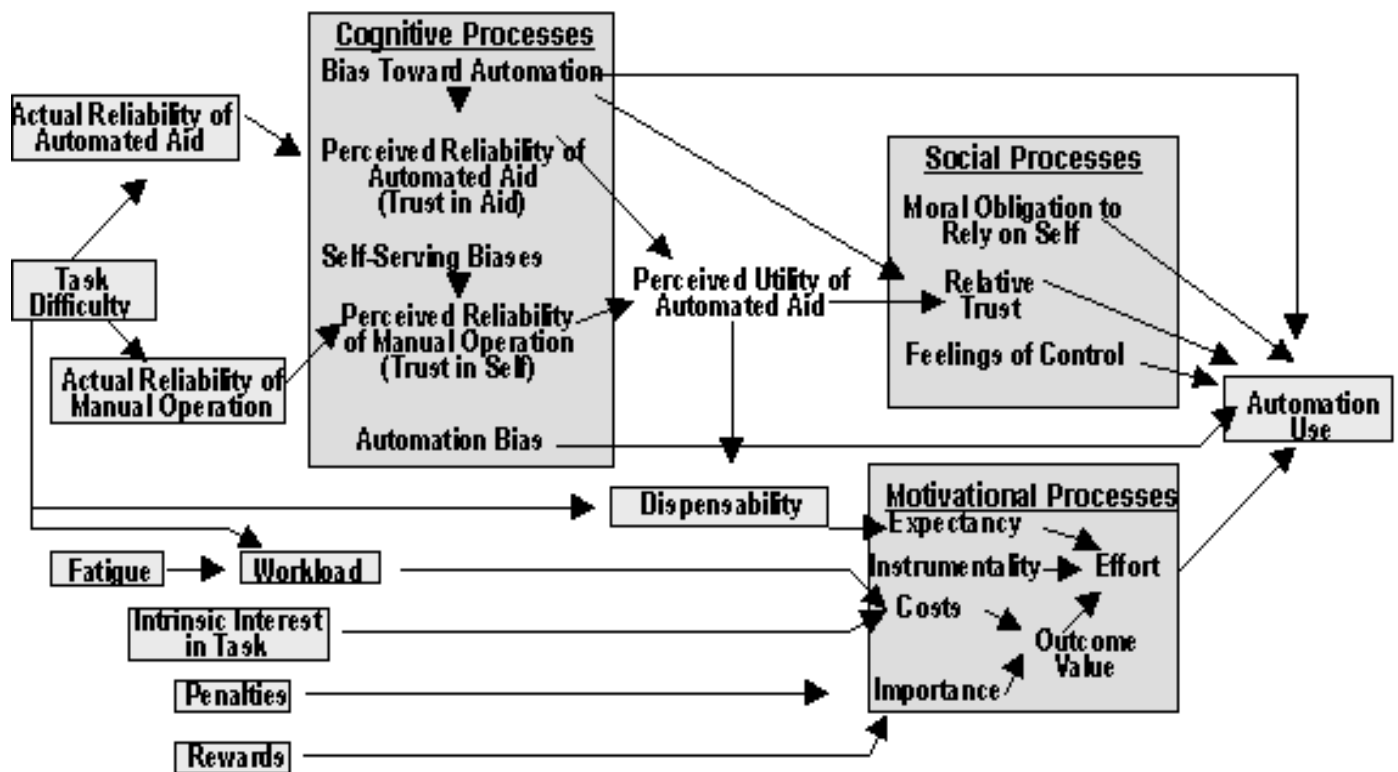 Cognitive Processes
Bias Toward Automation
Actual Reliability of
Automated Aid
Perceived Reliability of
Automated Aid
(Trust in Aid)
Social Processes
Moral Obligation to
Rely on Self
Self-Serving Biases
Task
Difficulty
Perceived Utility of
Automated Aid
Relative
Trust
Perceived Reliability
of Manual Operation
(Trust in Self)
Feelings of Control
Actual Reliability of
Manual Operation
Automation
Use
Automation Bias
Dispensability
Motivational Processes
Expectancy
Fatigue
Workload
Instrumentality
Effort
Costs
Intrinsic Interest
in Task
Outcome
Value
Penalties
Importance
Rewards